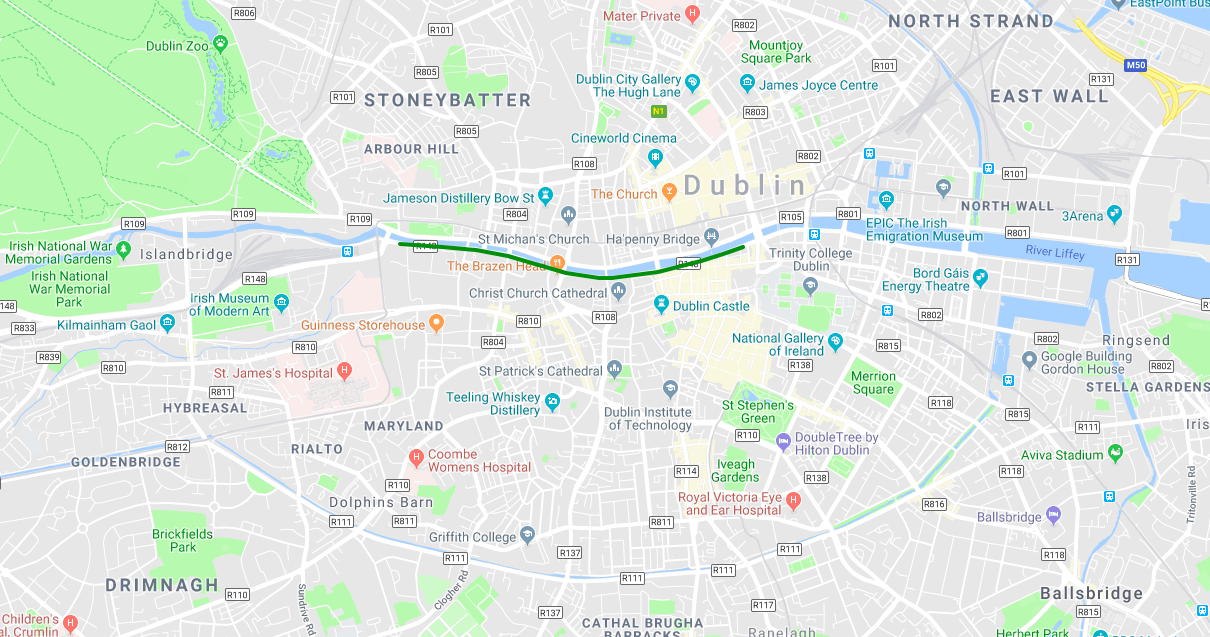 R806
Mater Private
H
R802
NORTH STRAND
EastPoint Bus
R101
Dublin Zoo
Mountjoy
Square Park
R101
M50
R805
R131
Dublin City Gallery
The Hugh Lane
James Joyce Centre
R101
STONEYBATTER
EAST WALL
N1
R803
R805
Cineworld Cinema
ARBOUR HILL
R802
R108
R101
Jameson Distillery Bow St
The Church
Dublin
R804
NORTH WALL
R109
R109
R109
R105
R801
3Arena
EPIC The Irish
Emigration Museum
R801
St Michan's Church
Ha'penny Bridge
Irish National War
Memorial Gardens
Islandbridge
R148
River Liffey
Trinity College
Dublin
R131
The Brazen Head
R148
Irish National
War Memorial
Park
R148
Bord Gáis
Energy Theatre
Christ Church Cathedral
Irish Museum
of Modern Art
Dublin Castle
148
R833
Kilmainham Gaol
Guinness Storehouse
R810
R108
R802
R804
National Gallery
of Ireland
R815
R802
Ringsend
R839
R810
R810
R138
Google Building
Gordon House
R802
St. James's Hospital
H
St Patrick's Cathedral
Merrion
Square
STELLA GARDENS
R811
HYBREASAL
Teeling Whiskey
Distillery
Dublin Institute
of Technology
St Stephen's
Green
R118
R815
R111
Iris
MARYLAND
R110
DoubleTree by
Hilton Dublin
R812
RIALTO
GOLDENBRIDGE
H
Coombe
Womens Hospital
R114
Iveagh
Gardens
R138
R118
Aviva Stadium
R110
Dolphins Barn
Royal Victoria Eye
and Ear Hospital
H
R816
Tritonville Rd
R111
R811
R811
Ballsbridge
Brickfields
Park
Griffith College
R137
R111
R111
R118
DRIMNAGH
R111
R111
R110
Sundrive Rd
Clogher Rd
Ballsbridge
R137
R117
R815
Children's
al, Crumlin
H
CATHAL BRUGHA
BARRACKS
Ranelagh
Herbert Park